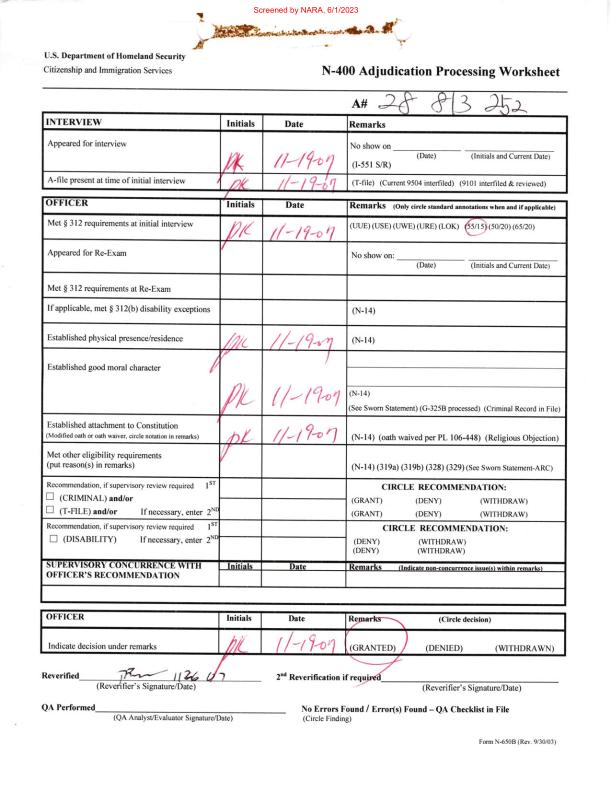 Screened by NARA, 6/1/2023
U.S. Department of Homeland Security
Citizenship and Immigration Services
N-400 Adjudication Processing Worksheet
A# 28 813 252
INTERVIEW Initials Date Remarks
Appeared for interview PK 11-19-07 No show on
(Date) (Initials and Current Date)
(I-551 S/R)
A-file present at time of initial interview PK 11-19-07 (T-file) (Current 9504 interfiled) (9101 interfiled & reviewed)
OFFICER Initials Date Remarks (Only circle standard annotations when and if applicable)
Met § 312 requirements at initial interview PK 11-19-07 (UUE) (USE) (UWE) (URE) (LOK) (55/15) (50/20) (65/20)
Appeared for Re-Exam No show on:
(Date) (Initials and Current Date)
Met § 312 requirements at Re-Exam
If applicable, met § 312(b) disability exceptions (N-14)
Established physical presence/residence PK 11-19-07 (N-14)
Established good moral character PK 11-19-07 (N-14)
(See Sworn Statement) (G-325B processed) (Criminal Record in File)
Established attachment to Constitution PK 11-19-07
(Modified oath or oath waiver, circle notation in remarks) (N-14) (oath waived per PL 106-448) (Religious Objection)
Met other eligibility requirements
(put reason(s) in remarks) (N-14) (319a) (319b) (328) (329) (See Sworn Statement-ARC)
Recommendation, if supervisory review required 1ST CIRCLE RECOMMENDATION:
(CRIMINAL) and/or (GRANT) (DENY) (WITHDRAW)
(T-FILE) and/or If necessary, enter 2ND (GRANT) (DENY) (WITHDRAW)
Recommendation, if supervisory review required 1ST CIRCLE RECOMMENDATION:
(DISABILITY) If necessary, enter 2ND (DENY) (WITHDRAW)
(DENY) (WITHDRAW)
SUPERVISORY CONCURRENCE WITH Initials Date Remarks (Indicate non-concurrence issue(s) within remarks)
OFFICER'S RECOMMENDATION
OFFICER Initials Date Remarks (Circle decision)
Indicate decision under remarks PK 11-19-07 (GRANTED) (DENIED) (WITHDRAWN)
Reverified 11 26 07 2nd Reverification if required
(Reverifier's Signature/Date) (Reverifier's Signature/Date)
QA Performed No Errors Found / Error(s) Found – QA Checklist in File
(QA Analyst/Evaluator Signature/Date) (Circle Finding)
Form N-650B (Rev. 9/30/03)